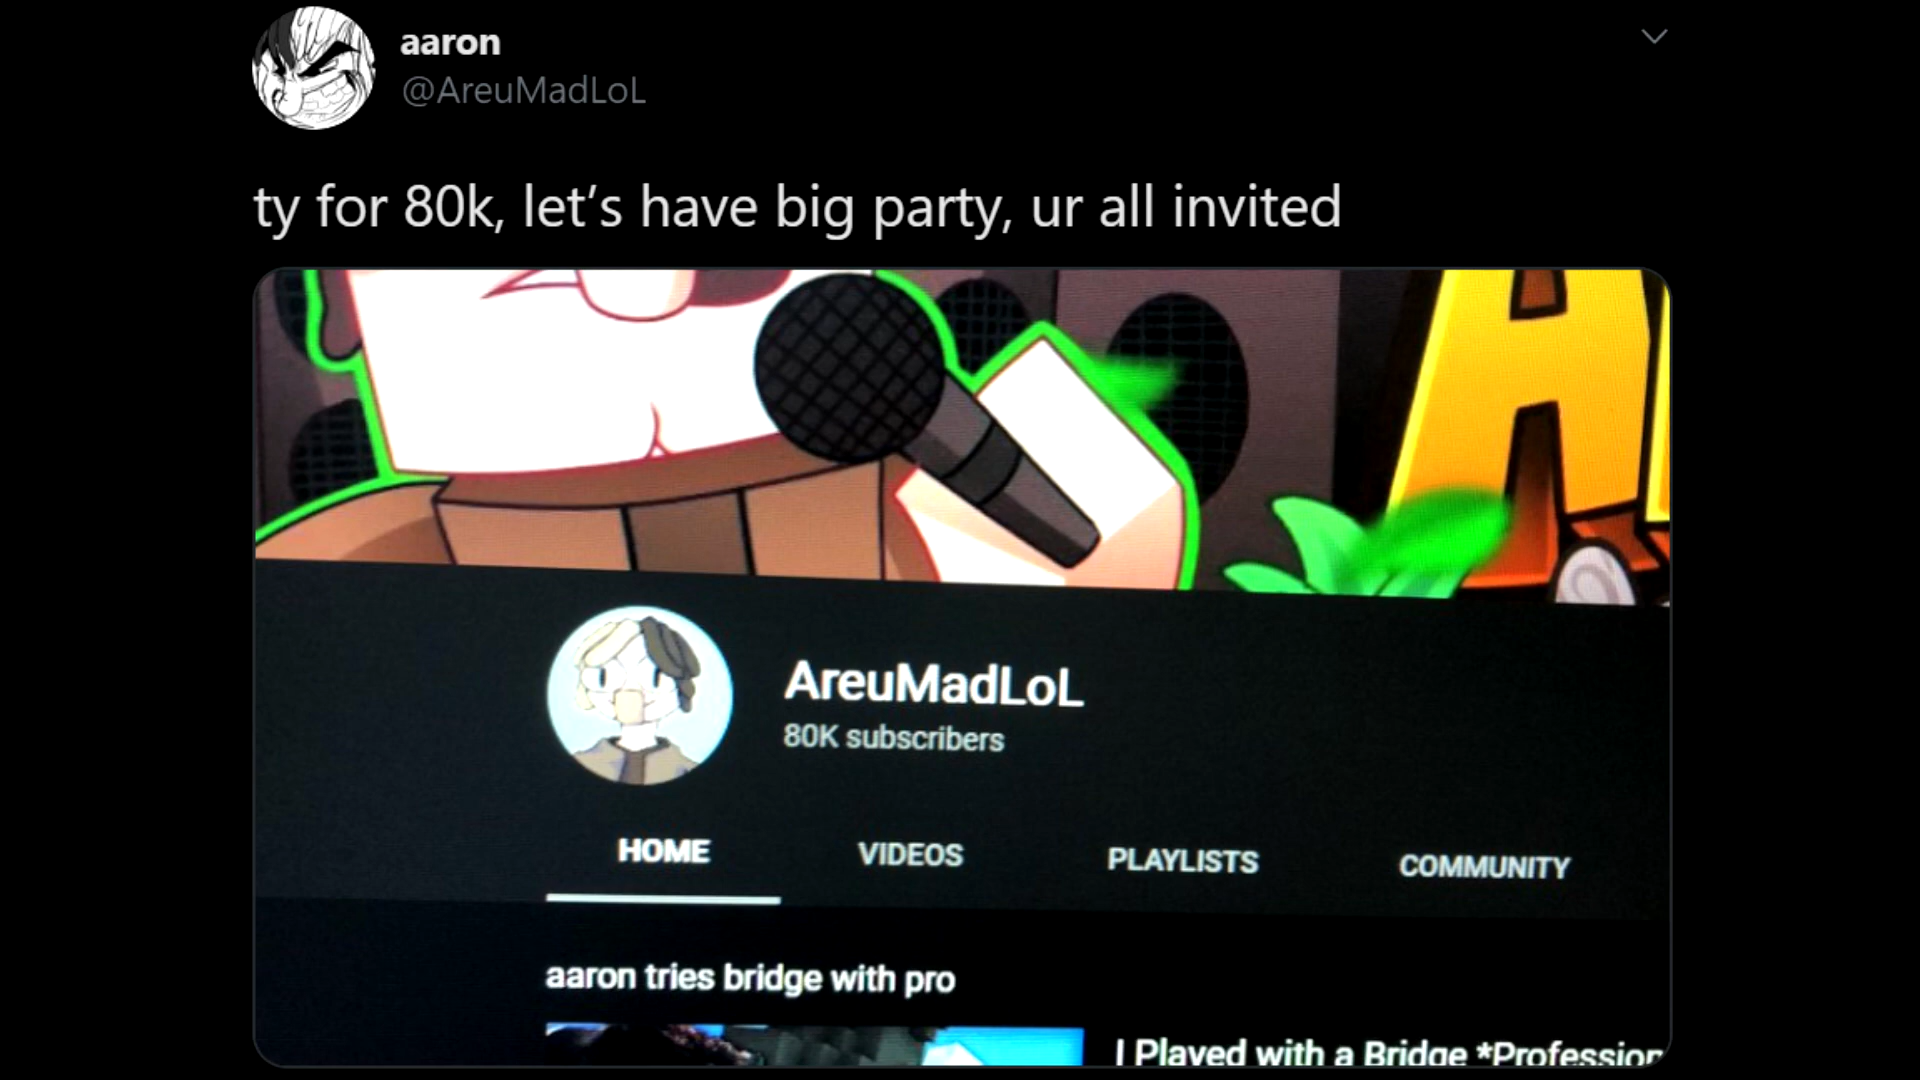 aaron
@AreuMadLoL
ty for 80k, let’s have big party, ur all invited
A
AreuMadLoL
80K subscribers
HOME VIDEOS PLAYLISTS COMMUNITY
aaron tries bridge with pro
I Played with a Bridge *Profession